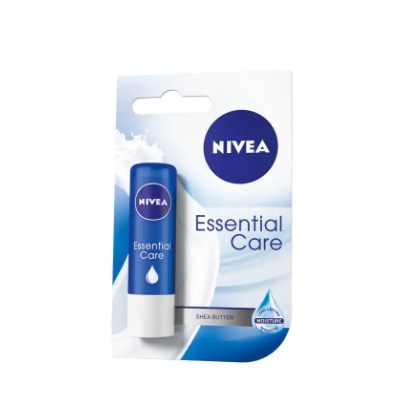 NIVEA
Essential
Care
NIVEA
Essential
Care
SHEA BUTTER
MOISTURE